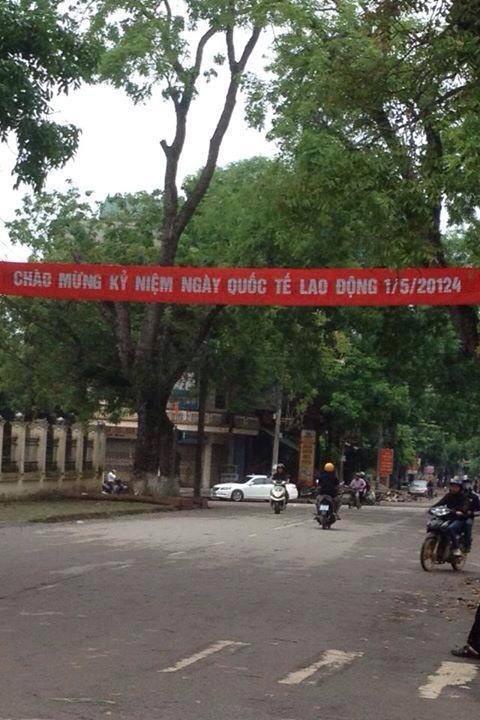 CHÀO MỪNG KỶ NIỆM NGÀY QUỐC TẾ LAO ĐỘNG 1/5/20124